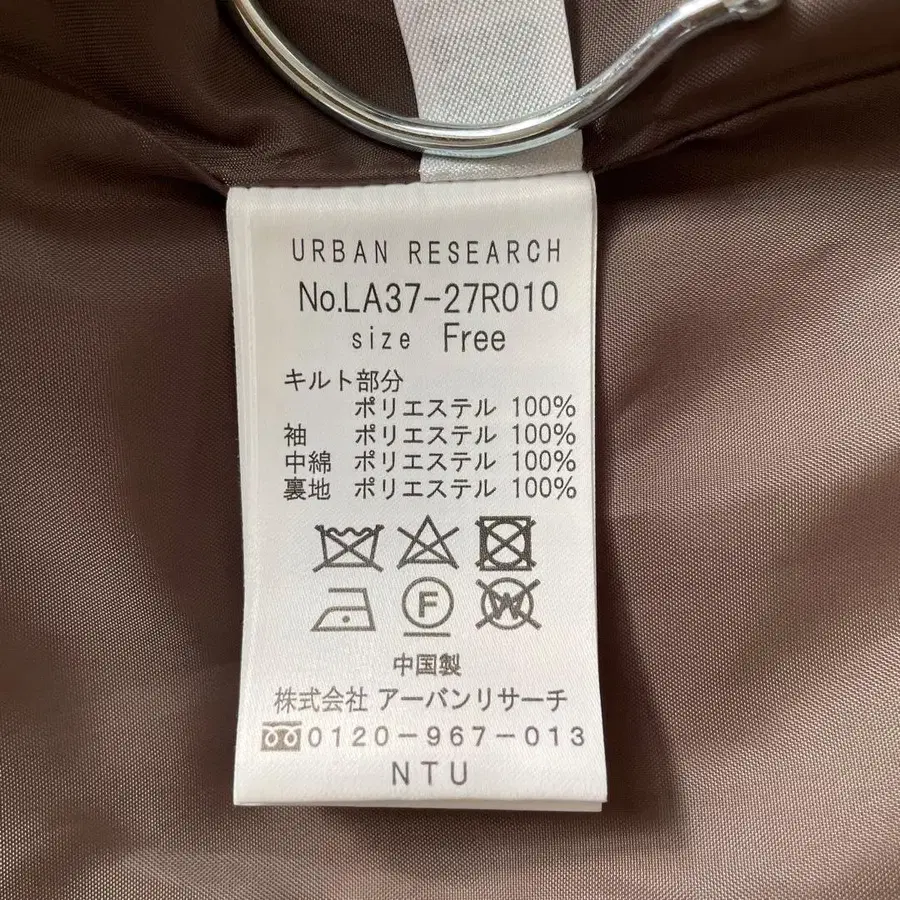 URBAN RESEARCH
No.LA37-27R010
size Free
キルト部分
ポリエステル 100%
袖 ポリエステル 100%
中綿 ポリエステル 100%
裏地 ポリエステル 100%
F W
中国製
株式会社 アーバンリサーチ
0120-967-013
NTU